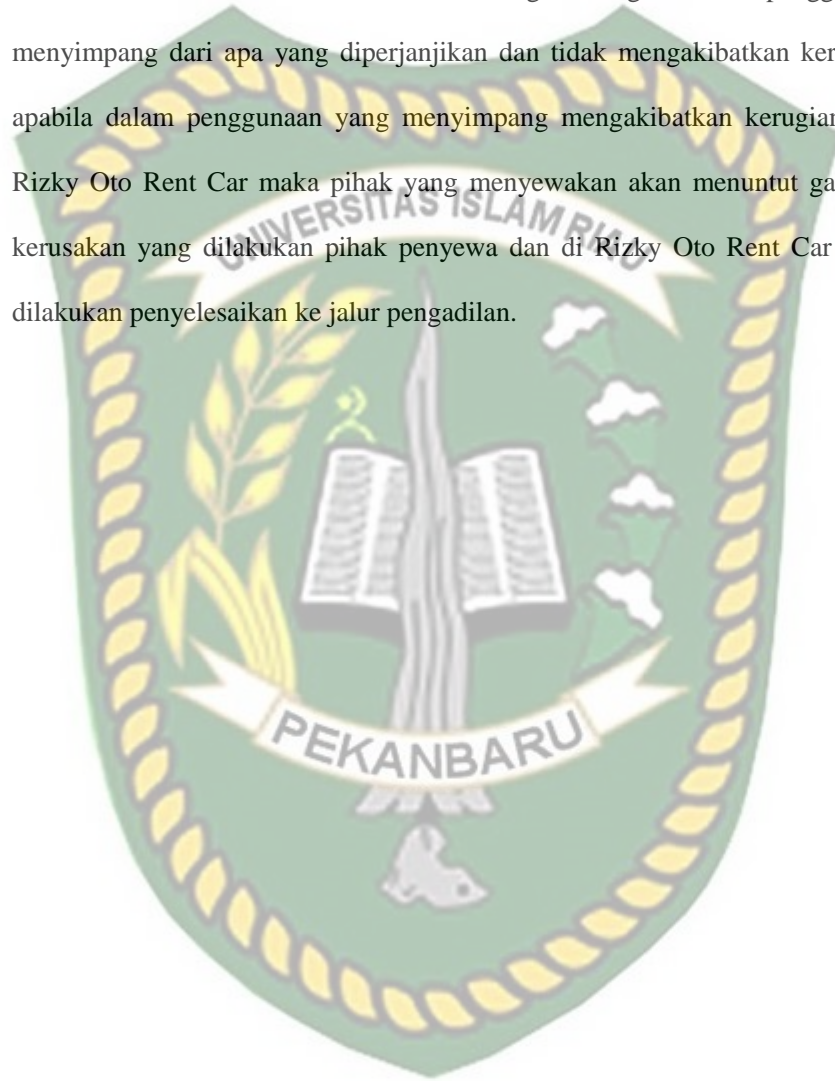 menyimpang dari apa yang diperjanjikan dan tidak mengakibatkan ker
apabila dalam penggunaan yang menyimpang mengakibatkan kerugian
Rizky Oto Rent Car maka pihak yang menyewakan akan menuntut ga
kerusakan yang dilakukan pihak penyewa dan di Rizky Oto Rent Car
dilakukan penyelesaikan ke jalur pengadilan.
UNIVERSITAS ISLAM RIAU
PEKANBARU